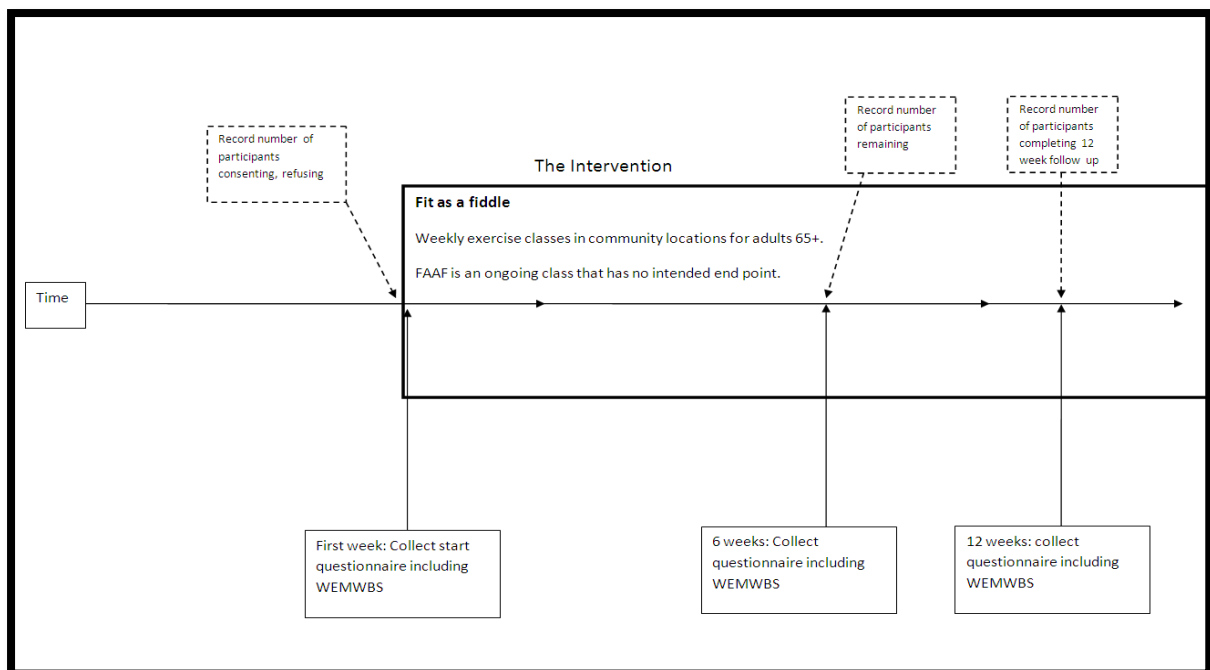 Record number of
participants
consenting, refusing
Record number
of participants
remaining
Record number
of participants
completing 12
week follow up
The Intervention
Fit as a fiddle
Weekly exercise classes in community locations for adults 65+.
FAAF is an ongoing class that has no intended end point.
Time
First week: Collect start
questionnaire including
WEMWBS
6 weeks: Collect
questionnaire including
WEMWBS
12 weeks: collect
questionnaire including
WEMWBS